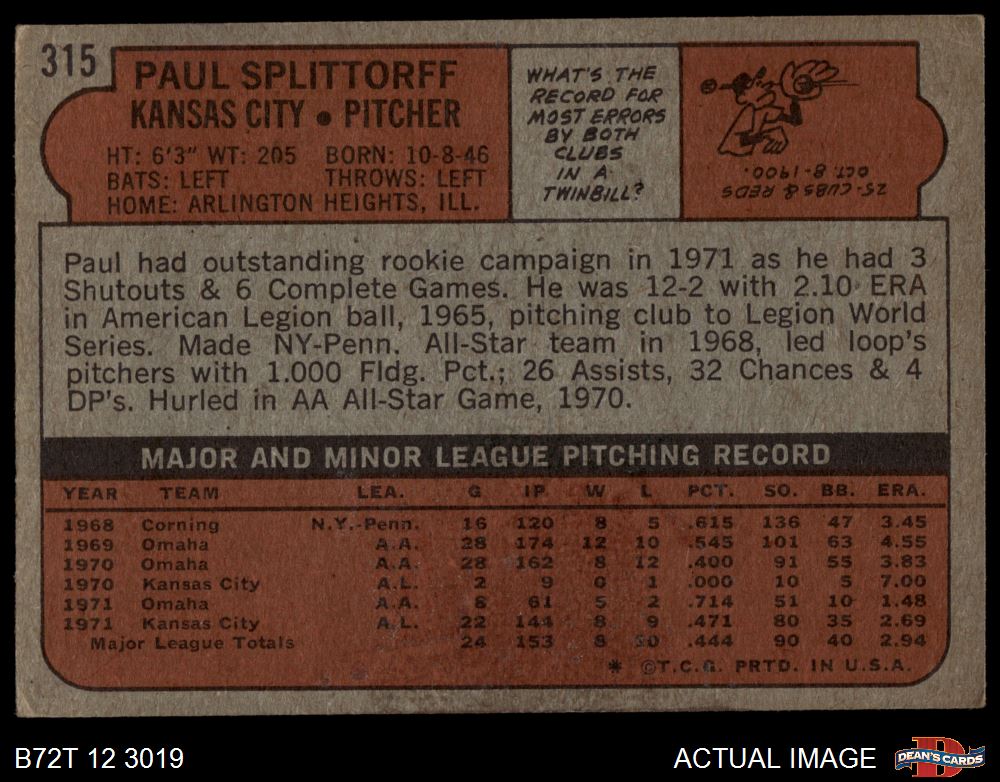 315
PAUL SPLITTORFF
KANSAS CITY • PITCHER
HT: 6'3" WT: 205 BORN: 10-8-46
BATS: LEFT THROWS: LEFT
HOME: ARLINGTON HEIGHTS, ILL.
WHAT'S THE
RECORD FOR
MOST ERRORS
BY BOTH
CLUBS
IN A
TWINBILL?
25-CUBS & REDS
OCT. 8-1900.
Paul had outstanding rookie campaign in 1971 as he had 3
Shutouts & 6 Complete Games. He was 12-2 with 2.10 ERA
in American Legion ball, 1965, pitching club to Legion World
Series. Made NY-Penn. All-Star team in 1968, led loop's
pitchers with 1.000 Fldg. Pct.; 26 Assists, 32 Chances & 4
DP's. Hurled in AA All-Star Game, 1970.
MAJOR AND MINOR LEAGUE PITCHING RECORD
YEAR TEAM LEA. G IP W L PCT. SO. BB. ERA.
1968 Corning N.Y.-Penn. 16 120 8 5 .615 136 47 3.45
1969 Omaha A.A. 28 174 12 10 .545 101 63 4.55
1970 Omaha A.A. 28 162 8 12 .400 91 55 3.83
1970 Kansas City A.L. 2 9 0 1 .000 10 5 7.00
1971 Omaha A.A. 8 61 5 2 .714 51 10 1.48
1971 Kansas City A.L. 22 144 8 9 .471 80 35 2.69
Major League Totals 24 153 8 10 .444 90 40 2.94
* ©T.C.G. PRTD. IN U.S.A.
B72T 12 3019
ACTUAL IMAGE
D
DEAN'S CARDS